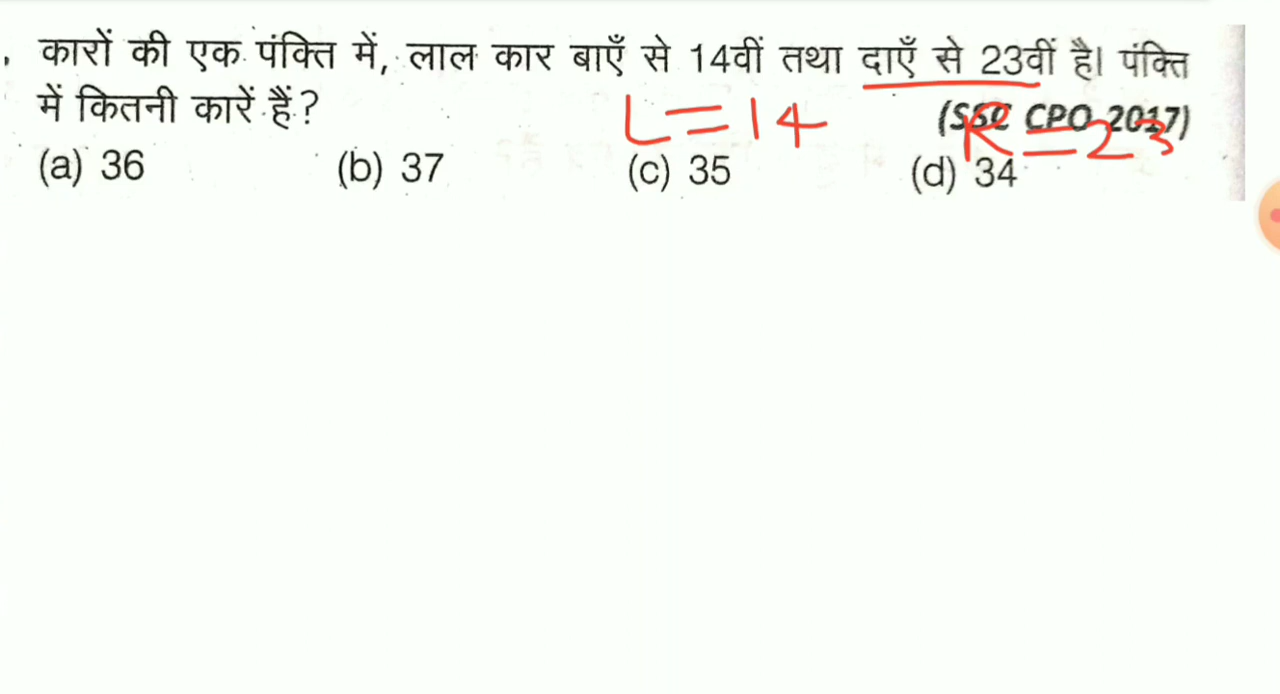 कारों की एक पंक्ति में, लाल कार बाएँ से 14वीं तथा दाएँ से 23वीं है। पंक्ति
में कितनी कारें हैं?
(SSC CPO 2017)
L=14
R=23
(a) 36 (b) 37 (c) 35 (d) 34